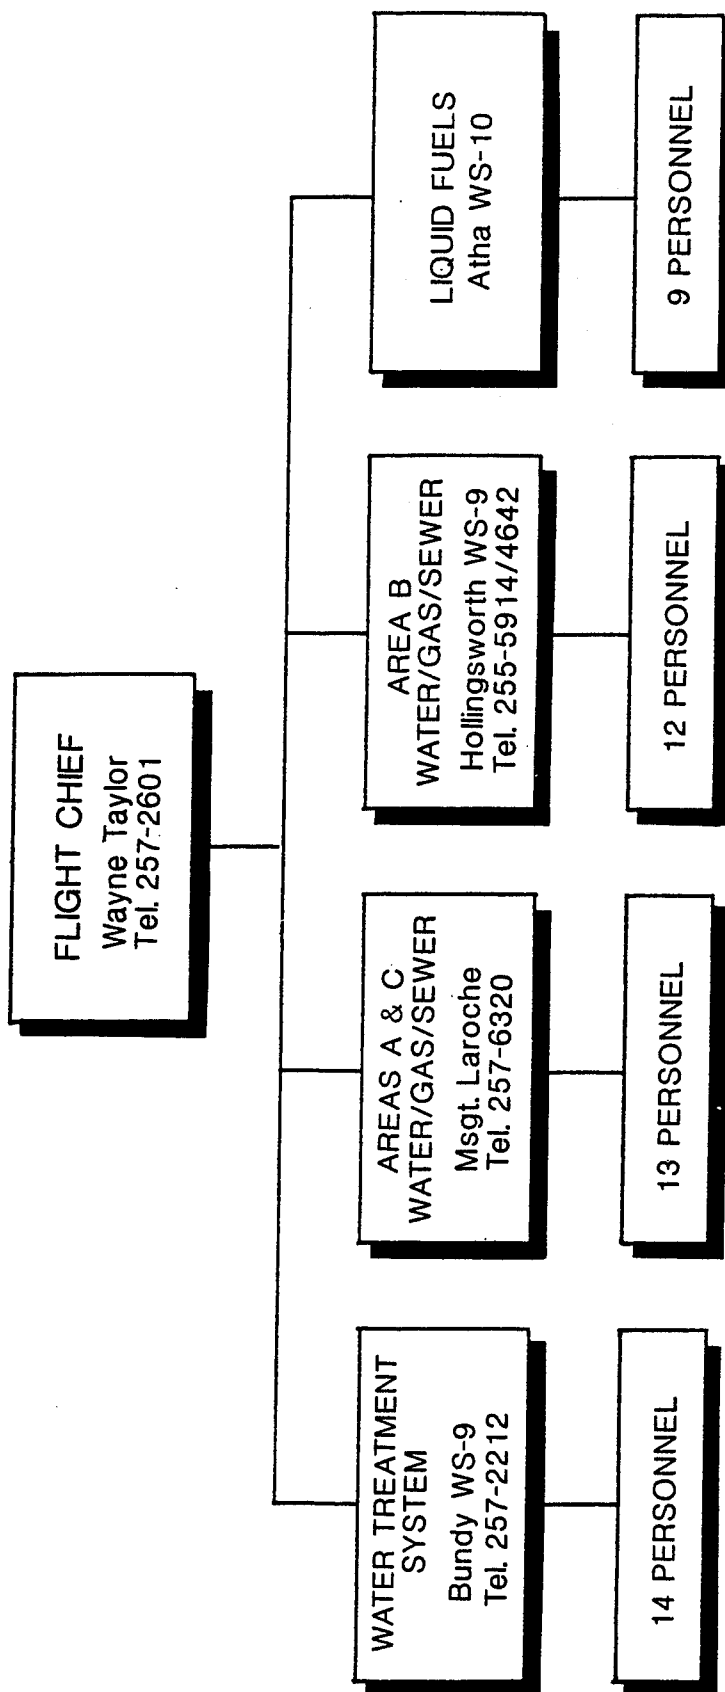 FLIGHT CHIEF
Wayne Taylor
Tel. 257-2601
WATER TREATMENT
SYSTEM
Bundy WS-9
Tel. 257-2212
14 PERSONNEL
AREAS A & C
WATER/GAS/SEWER
Msgt. Laroche
Tel. 257-6320
13 PERSONNEL
AREA B
WATER/GAS/SEWER
Hollingsworth WS-9
Tel. 255-5914/4642
12 PERSONNEL
LIQUID FUELS
Atha WS-10
9 PERSONNEL